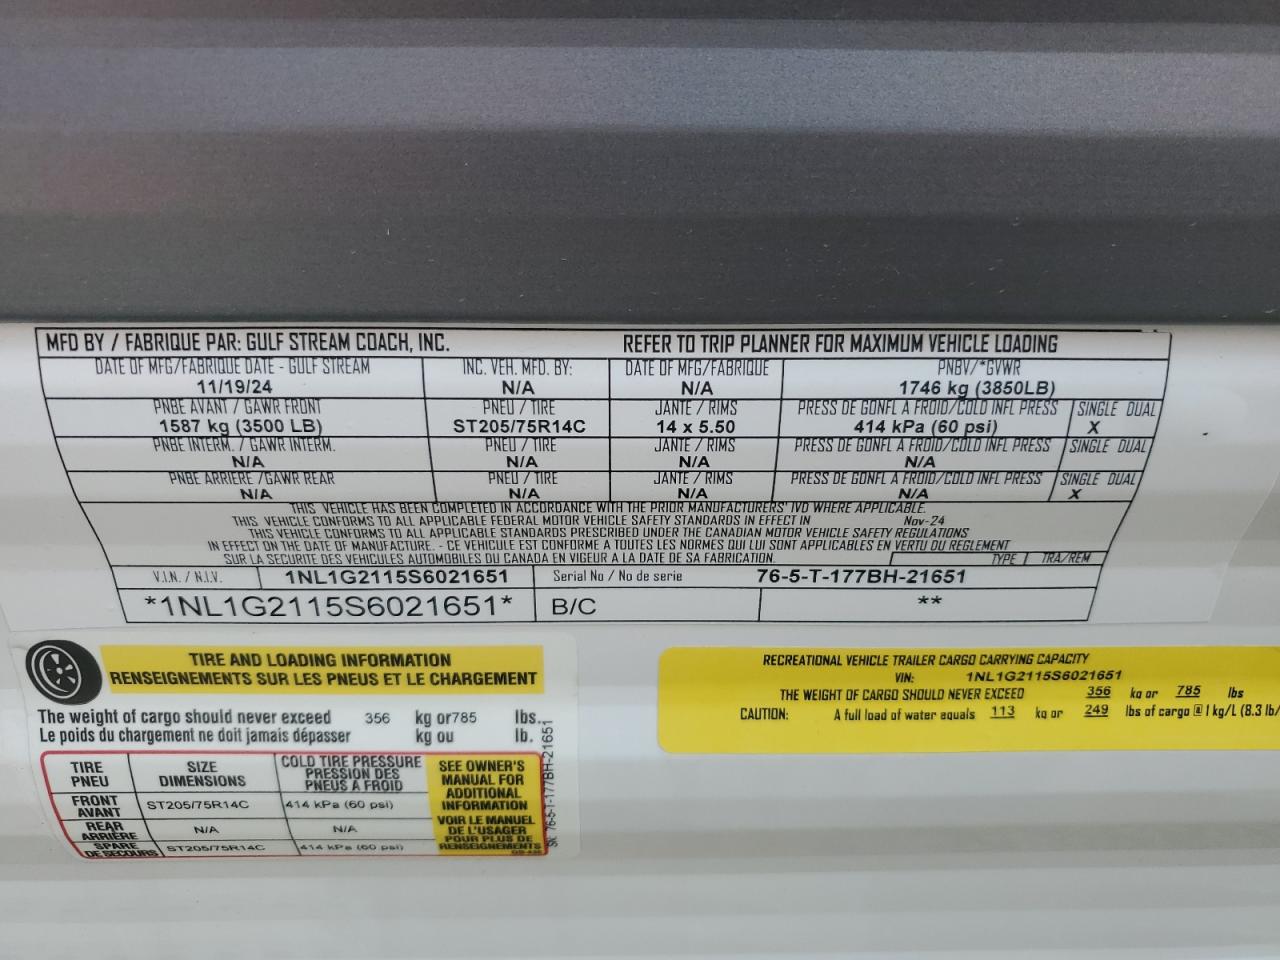 MFD BY / FABRIQUE PAR: GULF STREAM COACH, INC. REFER TO TRIP PLANNER FOR MAXIMUM VEHICLE LOADING
DATE OF MFG/FABRIQUE DATE - GULF STREAM INC. VEH. MFD. BY: DATE OF MFG/FABRIQUE PNBV/*GVWR
11/19/24 N/A N/A 1746 kg (3850LB)
PNBE AVANT / GAWR FRONT PNEU / TIRE JANTE / RIMS PRESS DE GONFL A FROID/COLD INFL PRESS SINGLE DUAL
1587 kg (3500 LB) ST205/75R14C 14 x 5.50 414 kPa (60 psi) X
PNBE INTERM. / GAWR INTERM. PNEU / TIRE JANTE / RIMS PRESS DE GONFL A FROID/COLD INFL PRESS SINGLE DUAL
N/A N/A N/A N/A
PNBE ARRIERE /GAWR REAR PNEU / TIRE JANTE / RIMS PRESS DE GONFL A FROID/COLD INFL PRESS SINGLE DUAL
N/A N/A N/A N/A X
THIS VEHICLE HAS BEEN COMPLETED IN ACCORDANCE WITH THE PRIOR MANUFACTURERS' IVD WHERE APPLICABLE.
THIS VEHICLE CONFORMS TO ALL APPLICABLE FEDERAL MOTOR VEHICLE SAFETY STANDARDS IN EFFECT IN Nov-24
THIS VEHICLE CONFORMS TO ALL APPLICABLE STANDARDS PRESCRIBED UNDER THE CANADIAN MOTOR VEHICLE SAFETY REGULATIONS
IN EFFECT ON THE DATE OF MANUFACTURE. - CE VEHICULE EST CONFORME A TOUTES LES NORMES QUI LUI SONT APPLICABLE EN VERTU DU REGLEMENT
SUR LA SECURITE DES VEHICULES AUTOMOBILES DU CANADA EN VIGEUR A LA DATE DE SA FABRICATION. TYPE TRA/REM
V.I.N. / N.I.V. 1NL1G2115S6021651 Serial No / No de serie 76-5-T-177BH-21651
*1NL1G2115S6021651* B/C **
TIRE AND LOADING INFORMATION
RENSEIGNEMENTS SUR LES PNEUS ET LE CHARGEMENT
The weight of cargo should never exceed 356 kg or 785 lbs.
Le poids du chargement ne doit jamais dépasser kg ou lb.
TIRE PNEU SIZE DIMENSIONS COLD TIRE PRESSURE PRESSION DES PNEUS A FROID
FRONT AVANT ST205/75R14C 414 kPa (60 psi)
REAR ARRIÈRE N/A N/A
SPARE DE SECOURS ST205/75R14C 414 kPa (60 psi)
SEE OWNER'S
MANUAL FOR
ADDITIONAL
INFORMATION
VOIR LE MANUEL
DE L'USAGER
POUR PLUS DE
RENSEIGNEMENTS
76-5-T-177BH-21651
RECREATIONAL VEHICLE TRAILER CARGO CARRYING CAPACITY
VIN: 1NL1G2115S6021651
THE WEIGHT OF CARGO SHOULD NEVER EXCEED 356 kg or 785 lbs
CAUTION: A full load of water equals 113 kg or 249 lbs of cargo @ 1 kg/L (8.3 lb/